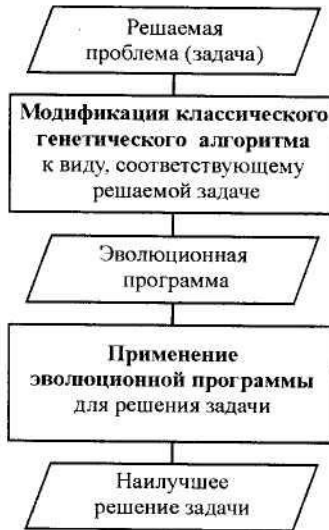 Решаемая
проблема (задача)
Модификация классического
генетического алгоритма
к виду, соответствующему
решаемой задаче
Эволюционная
программа
Применение
эволюционной программы
для решения задачи
Наилучшее
решение задачи